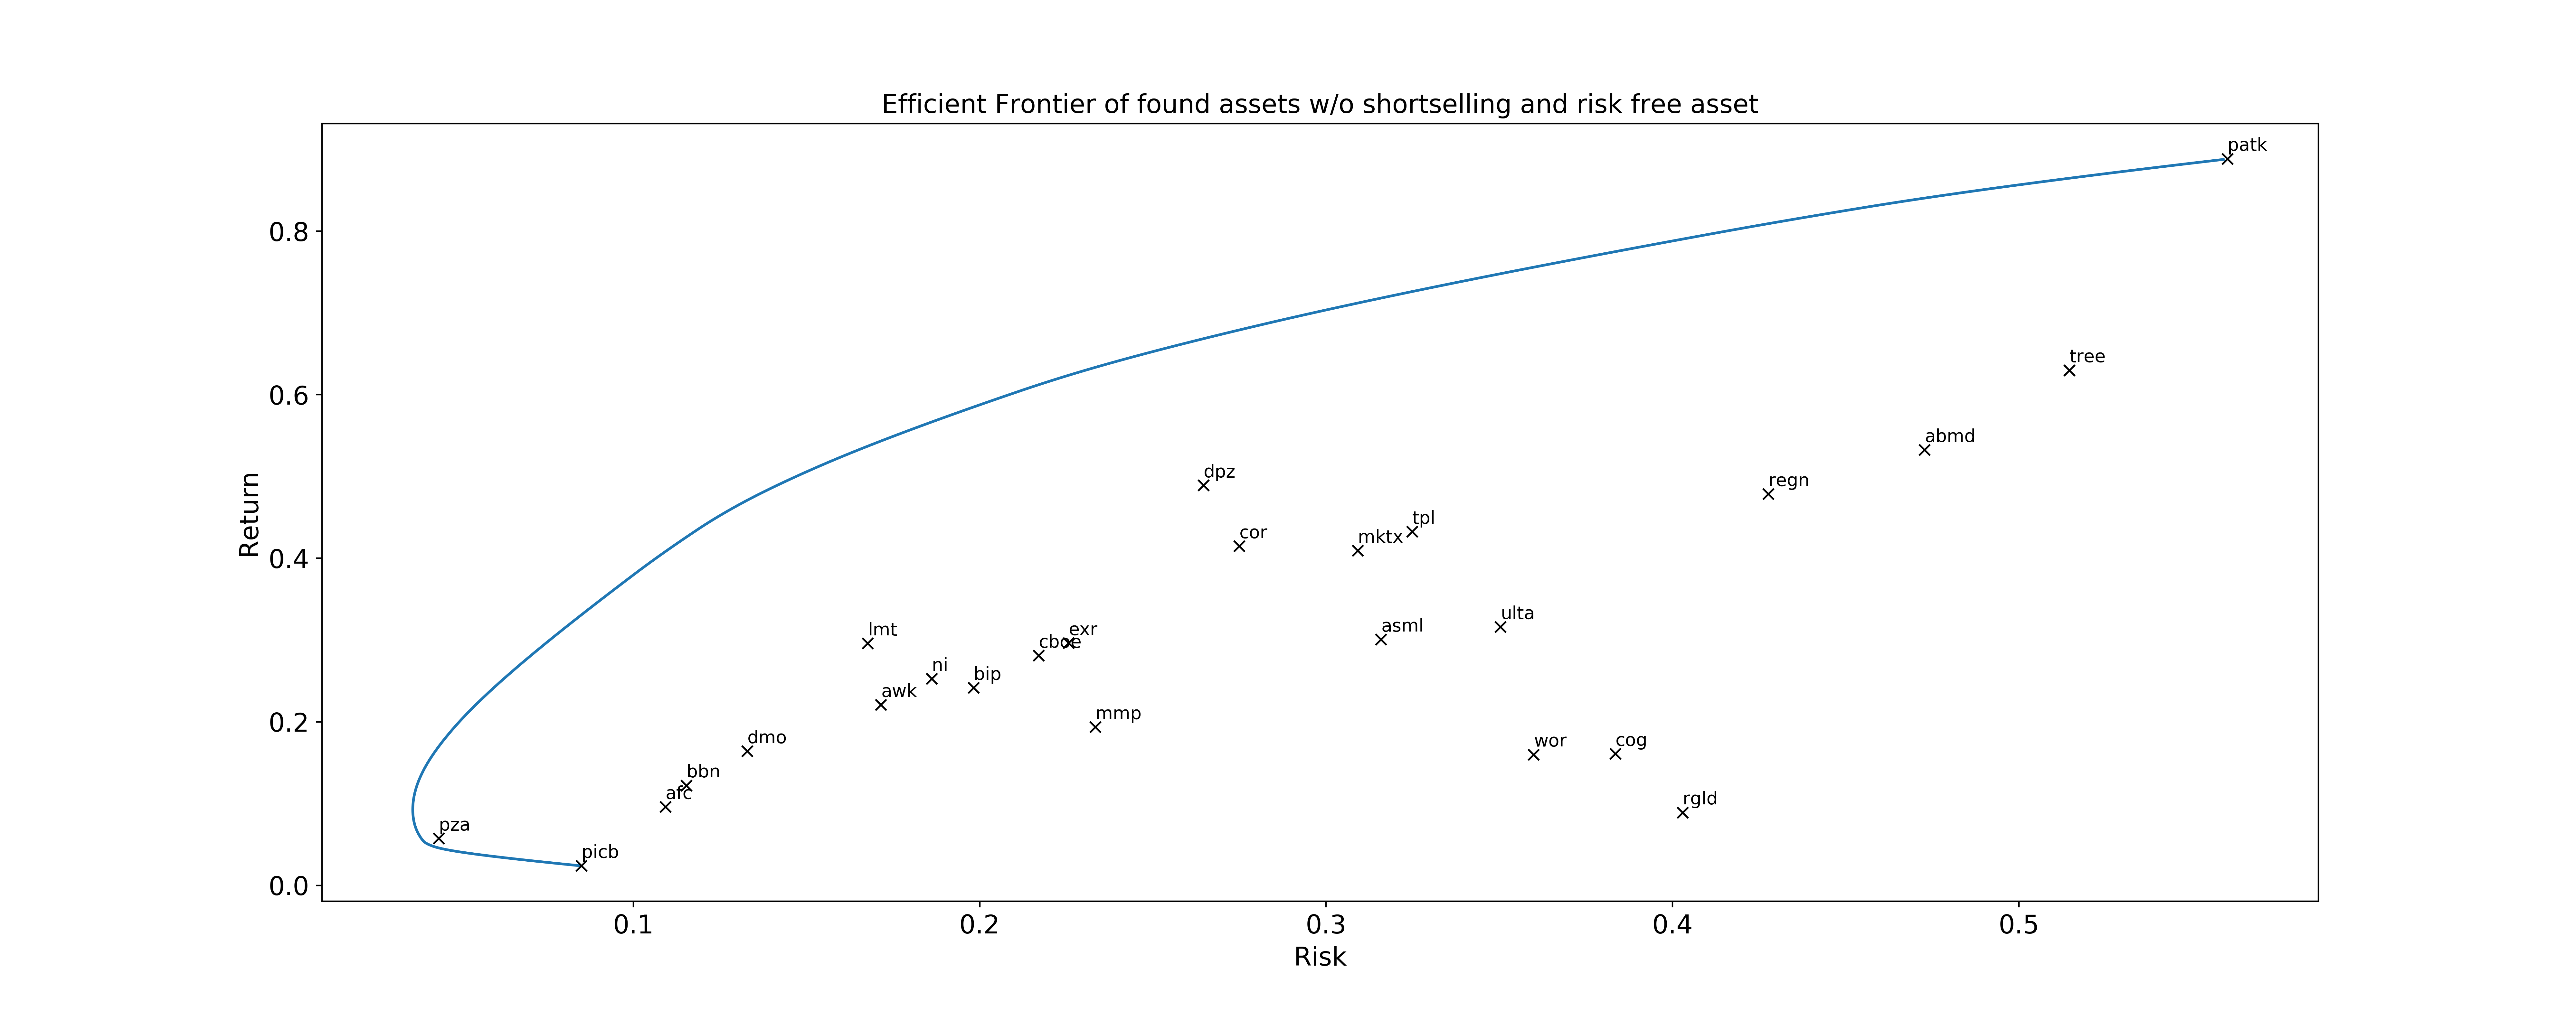 Efficient Frontier of found assets w/o shortselling and risk free asset
patk
0.8
tree
0.6
abmd
dpz
regn
tpl
cor
mktx
0.4
Return
ulta
asml
lmt
exr
cboe
ni
bip
awk
0.2
mmp
dmo
wor
cog
bbn
afc
rgld
pza
picb
0.0
0.1 0.2 0.3 0.4 0.5
Risk